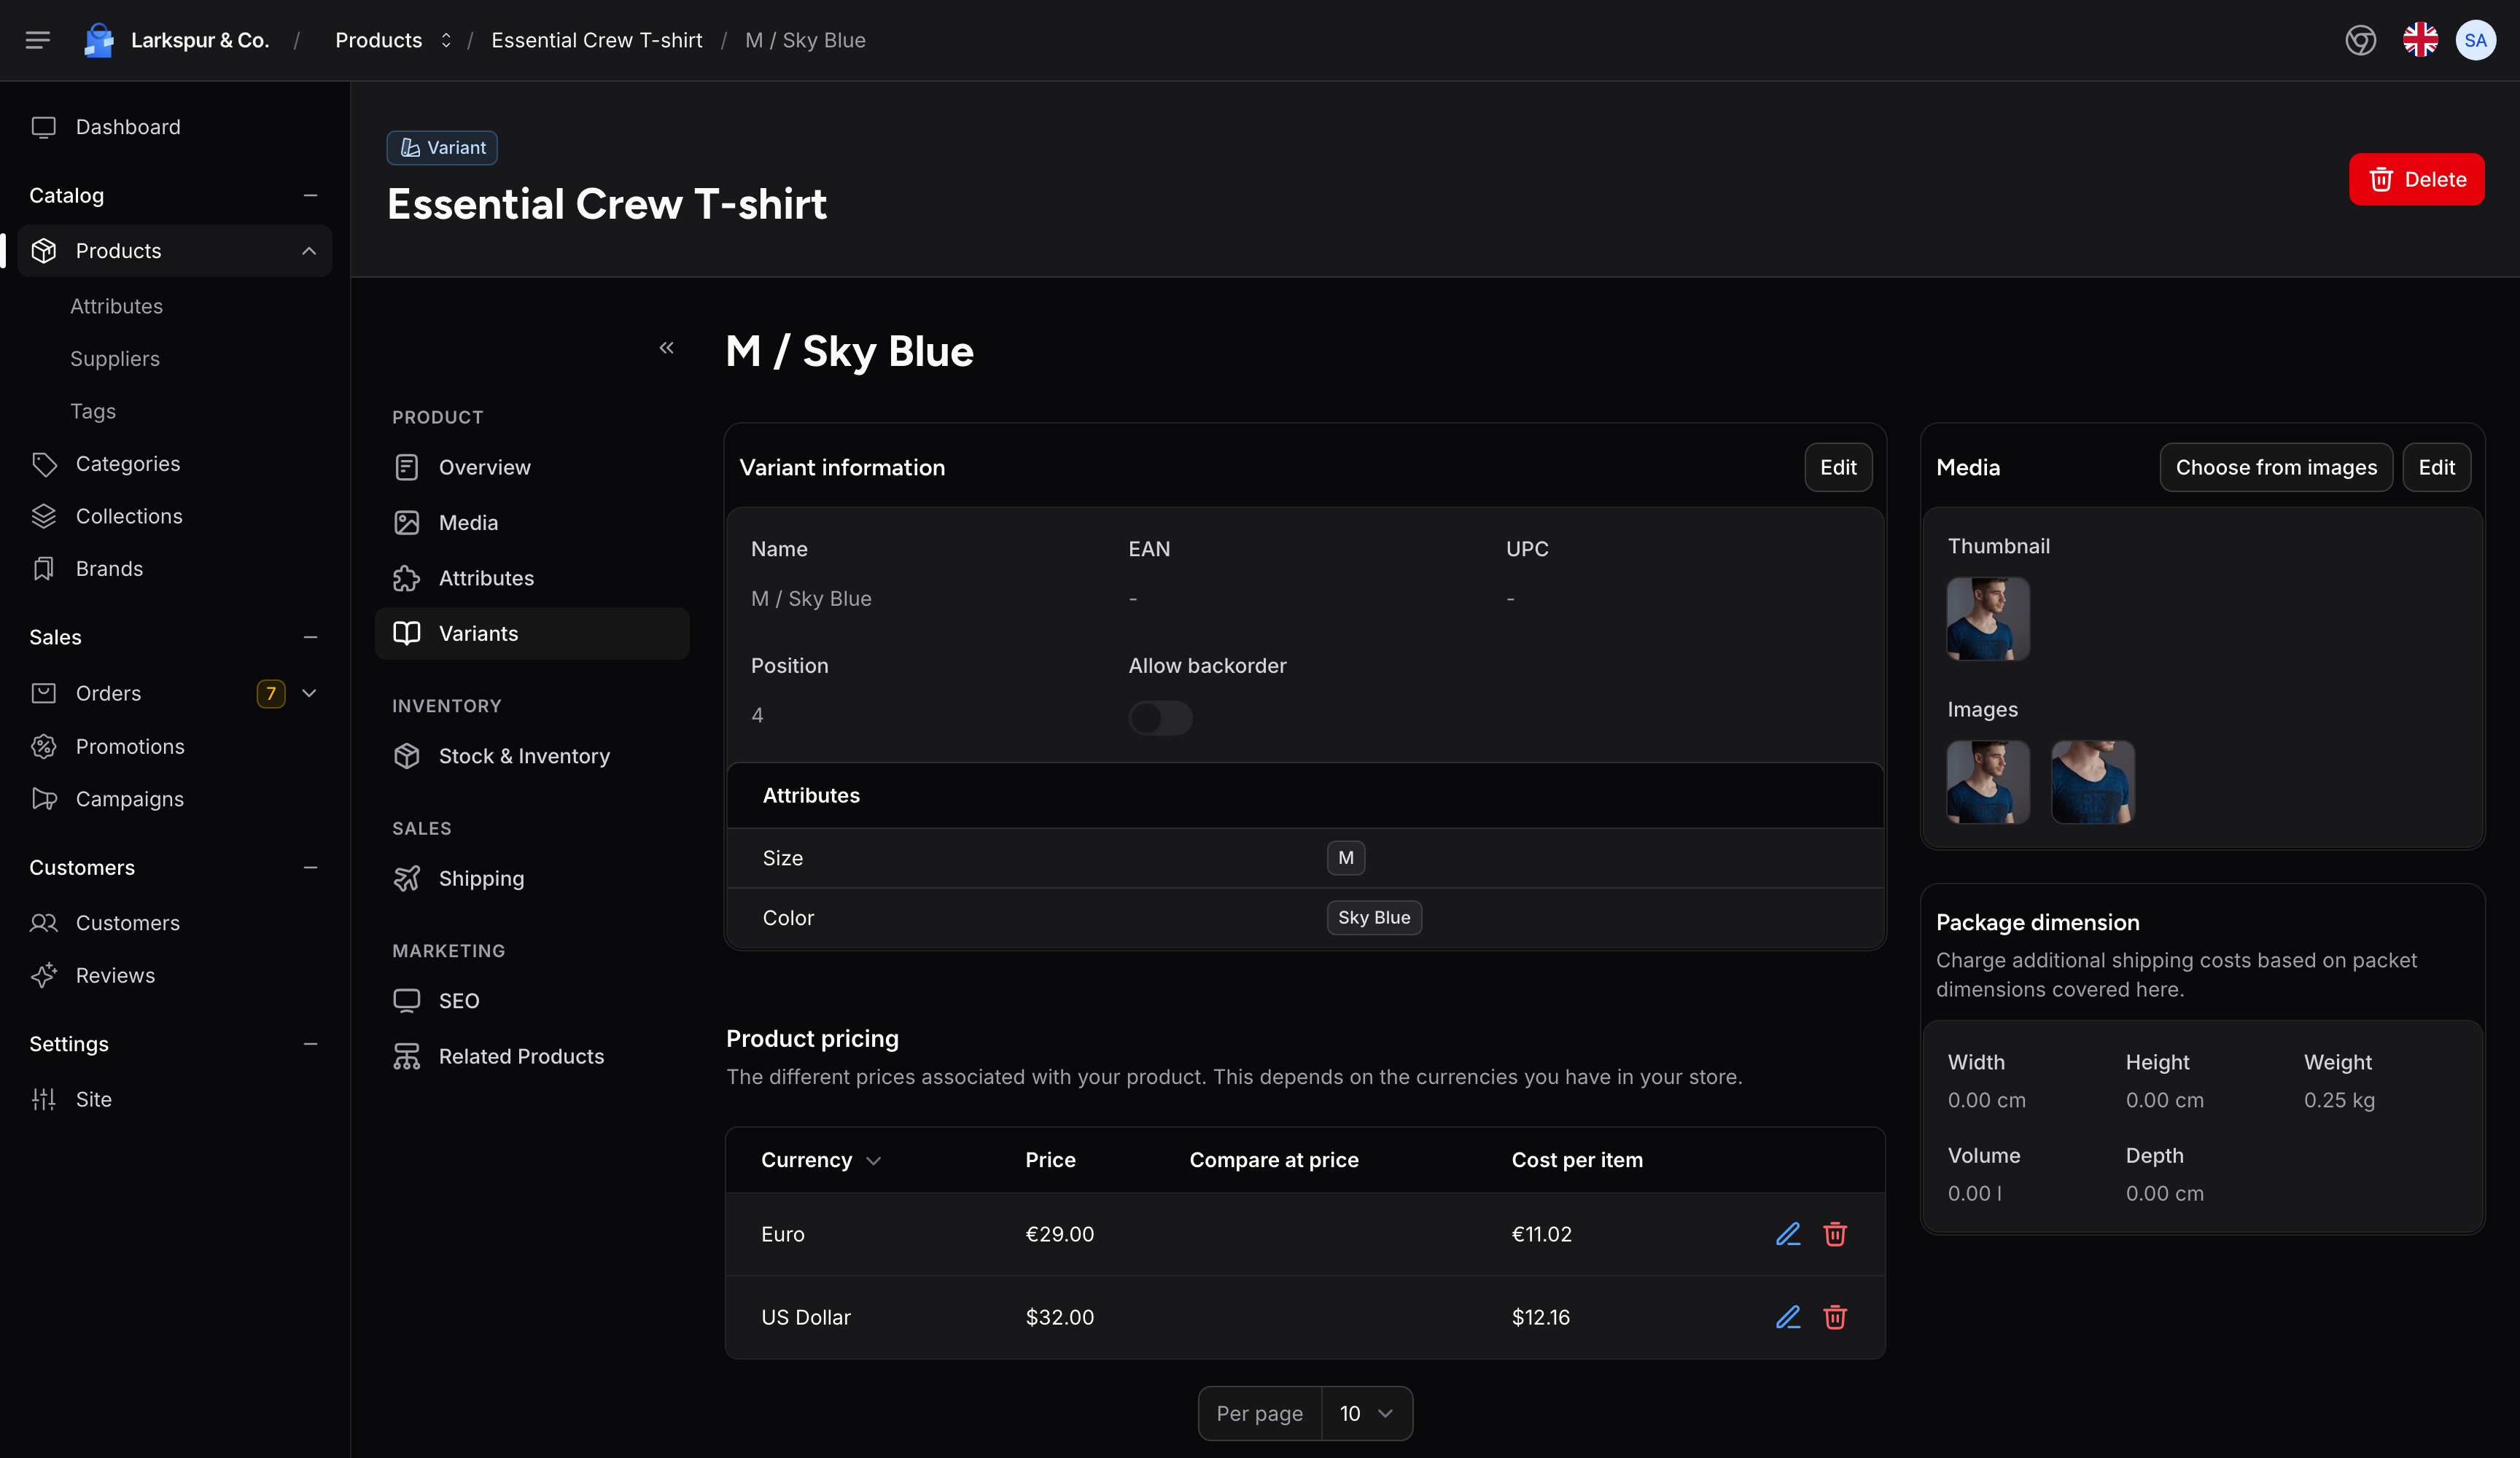 Larkspur & Co. / Products / Essential Crew T-shirt / M / Sky Blue
SA
Dashboard
Catalog
Products
Attributes
Suppliers
Tags
Categories
Collections
Brands
Sales
Orders 7
Promotions
Campaigns
Customers
Customers
Reviews
Settings
Site
Variant
Essential Crew T-shirt
Delete
PRODUCT
Overview
Media
Attributes
Variants
INVENTORY
Stock & Inventory
SALES
Shipping
MARKETING
SEO
Related Products
M / Sky Blue
Variant information Edit
Name EAN UPC
M / Sky Blue - -
Position Allow backorder
4
Attributes
Size M
Color Sky Blue
Product pricing
The different prices associated with your product. This depends on the currencies you have in your store.
Currency Price Compare at price Cost per item
Euro €29.00 €11.02
US Dollar $32.00 $12.16
Per page 10
Media Choose from images Edit
Thumbnail
Images
Package dimension
Charge additional shipping costs based on packet
dimensions covered here.
Width Height Weight
0.00 cm 0.00 cm 0.25 kg
Volume Depth
0.00 l 0.00 cm